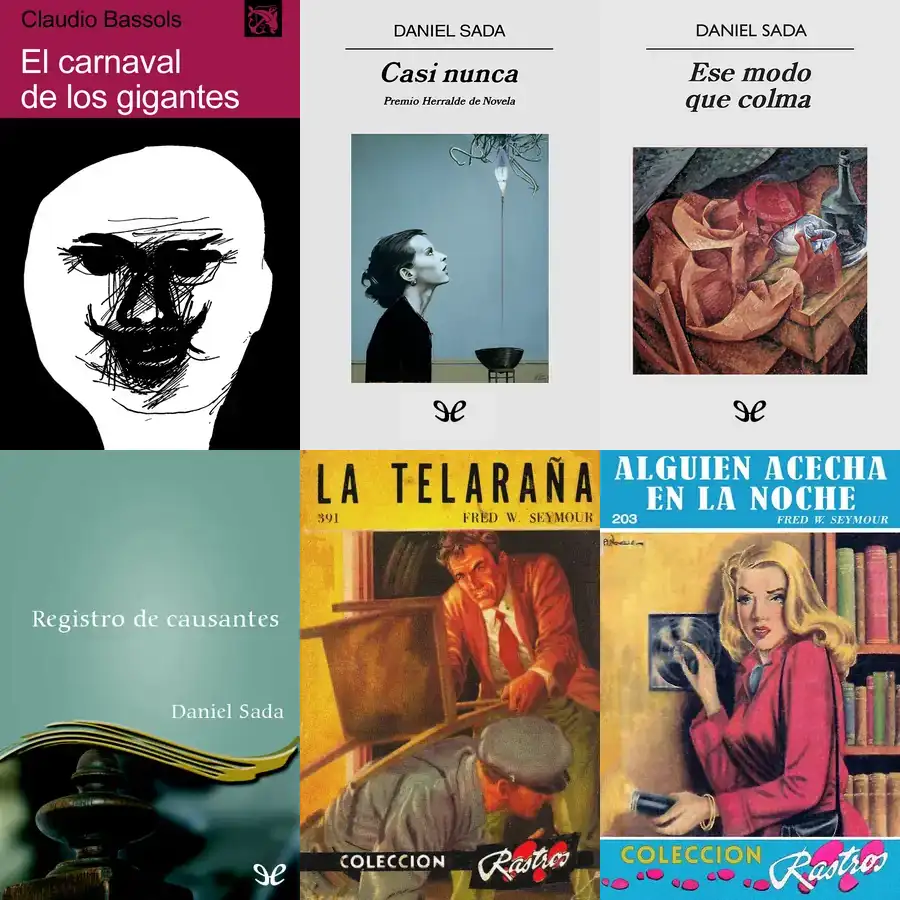 Claudio Bassols
El carnaval
de los gigantes
DANIEL SADA
Casi nunca
Premio Herralde de Novela
DANIEL SADA
Ese modo
que colma
Registro de causantes
Daniel Sada
LA TELARAÑA
391
FRED W. SEYMOUR
COLECCION
Rastros
ALGUIEN ACECHA
EN LA NOCHE
203
FRED W. SEYMOUR
COLECCION
Rastros